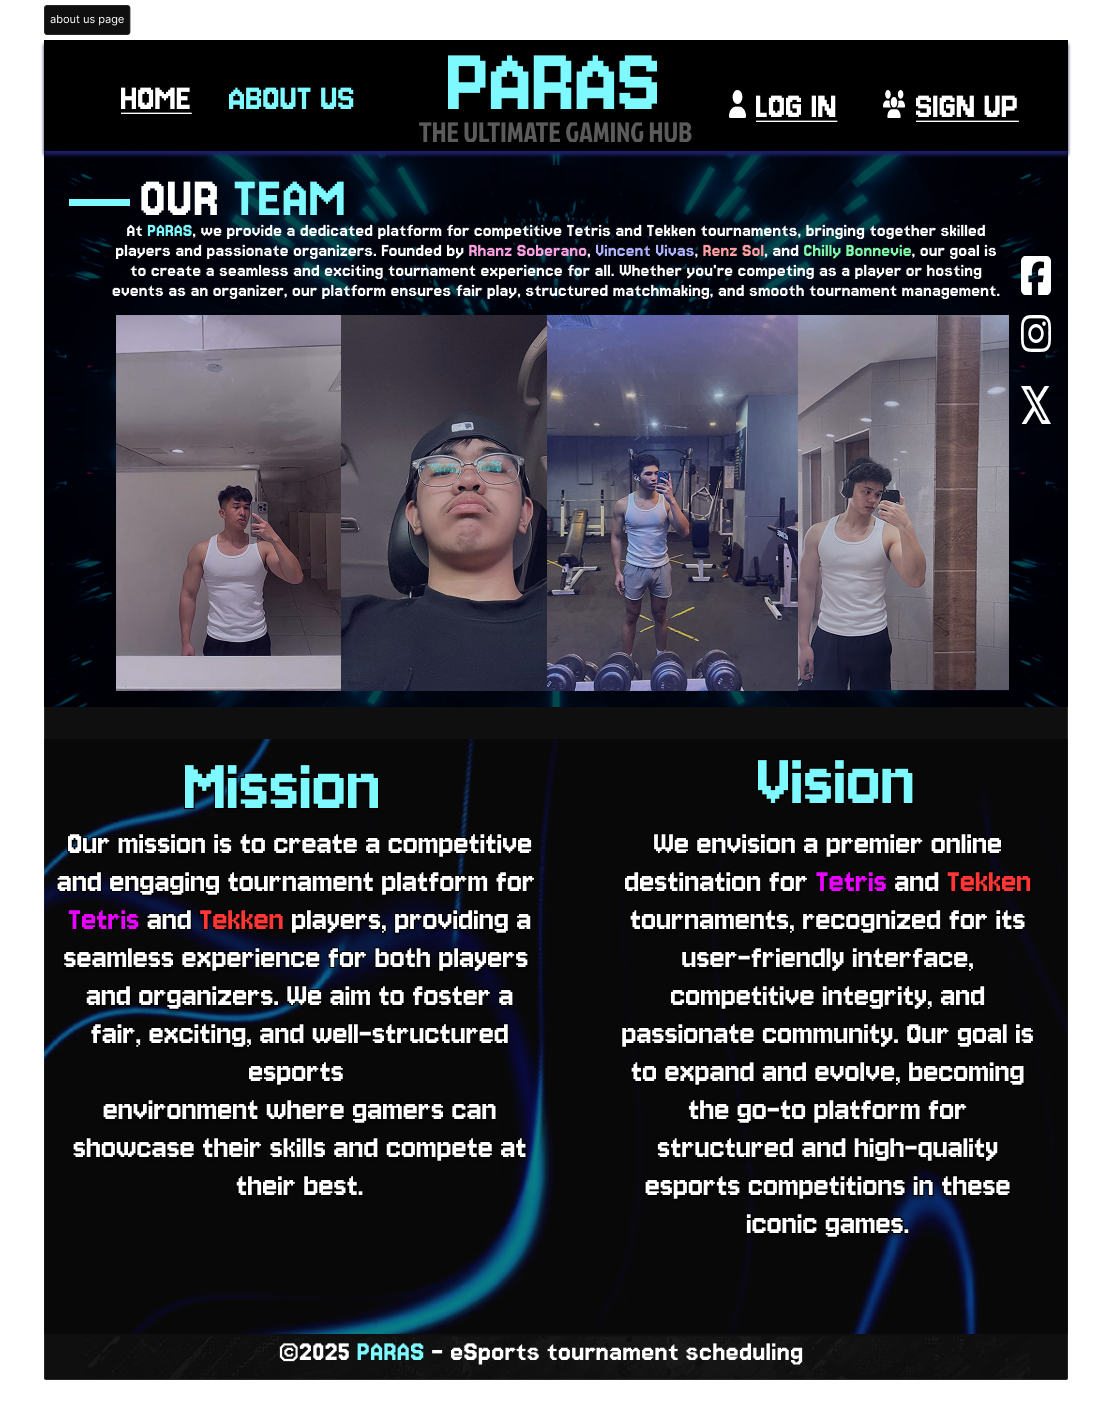 about us page
HOME
ABOUT US
PARAS
THE ULTIMATE GAMING HUB
LOG IN
SIGN UP
OUR TEAM
At PARAS, we provide a dedicated platform for competitive Tetris and Tekken tournaments, bringing together skilled
players and passionate organizers. Founded by Rhanz Soberano, Vincent Vivas, Renz Sol, and Chilly Bonnevie, our goal is
to create a seamless and exciting tournament experience for all. Whether you're competing as a player or hosting
events as an organizer, our platform ensures fair play, structured matchmaking, and smooth tournament management.
Mission
Our mission is to create a competitive
and engaging tournament platform for
Tetris and Tekken players, providing a
seamless experience for both players
and organizers. We aim to foster a
fair, exciting, and well-structured
esports
environment where gamers can
showcase their skills and compete at
their best.
Vision
We envision a premier online
destination for Tetris and Tekken
tournaments, recognized for its
user-friendly interface,
competitive integrity, and
passionate community. Our goal is
to expand and evolve, becoming
the go-to platform for
structured and high-quality
esports competitions in these
iconic games.
©2025 PARAS - eSports tournament scheduling